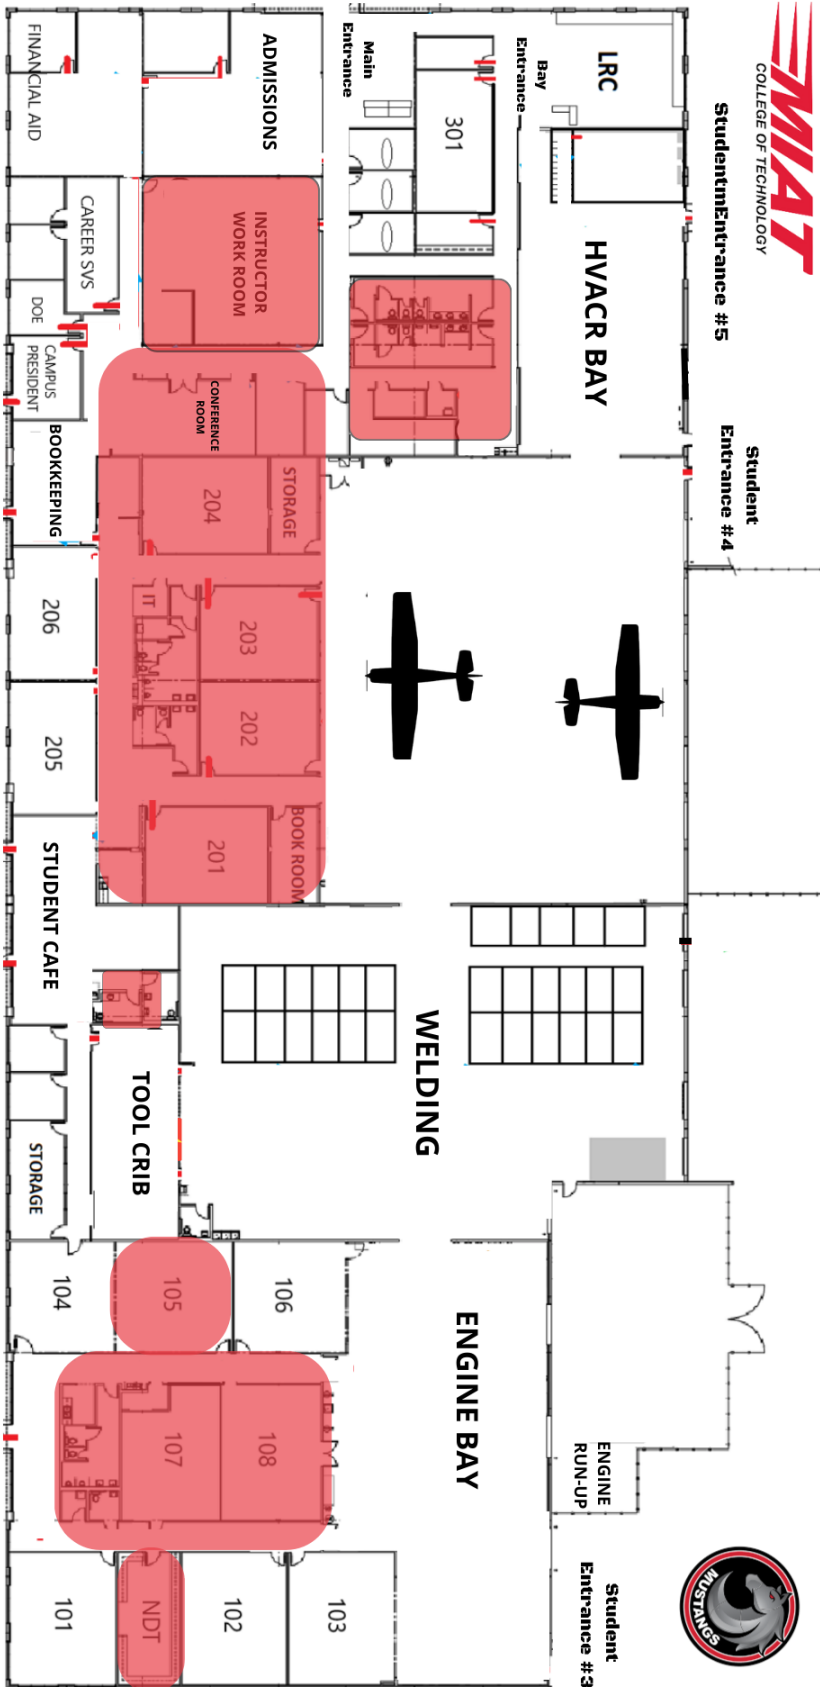 MIAT
COLLEGE OF TECHNOLOGY
StudentmEntrance #5
Student
Entrance #4
Student
Entrance #3
LRC
Bay
Entrance
Main
Entrance
301
HVACR BAY
ADMISSIONS
FINANCIAL AID
INSTRUCTOR
WORK ROOM
CAREER SVS
DOE
CAMPUS
PRESIDENT
BOOKKEEPING
CONFERENCE
ROOM
STORAGE
204
IT
203
202
206
205
BOOK ROOM
201
STUDENT CAFE
WELDING
TOOL CRIB
STORAGE
104
105
106
ENGINE BAY
ENGINE
RUN-UP
107
108
101
NDT
102
103
MUSTANGS